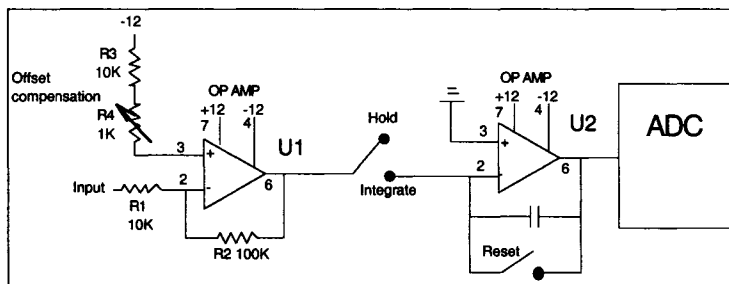 -12
R3
10K
Offset
compensation
R4
1K
OP AMP
+12
-12
7
4
3
+
U1
Input
2
-
6
R1
10K
R2 100K
Hold
Integrate
OP AMP
+12
-12
7
4
3
+
U2
2
-
6
Reset
ADC